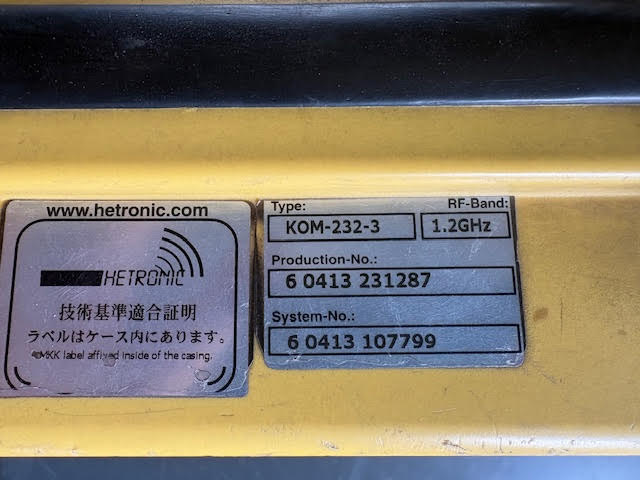 www.hetronic.com
HETRONIC
技術基準適合証明
ラベルはケース内にあります。
MKK label affixed inside of the casing.
Type: RF-Band:
KOM-232-3 1.2GHz
Production-No.:
6 0413 231287
System-No.:
6 0413 107799